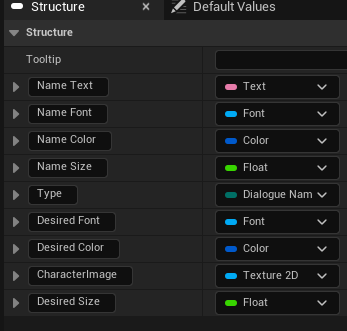 Structure × Default Values
Structure
Tooltip
Name Text Text
Name Font Font
Name Color Color
Name Size Float
Type Dialogue Nam
Desired Font Font
Desired Color Color
CharacterImage Texture 2D
Desired Size Float